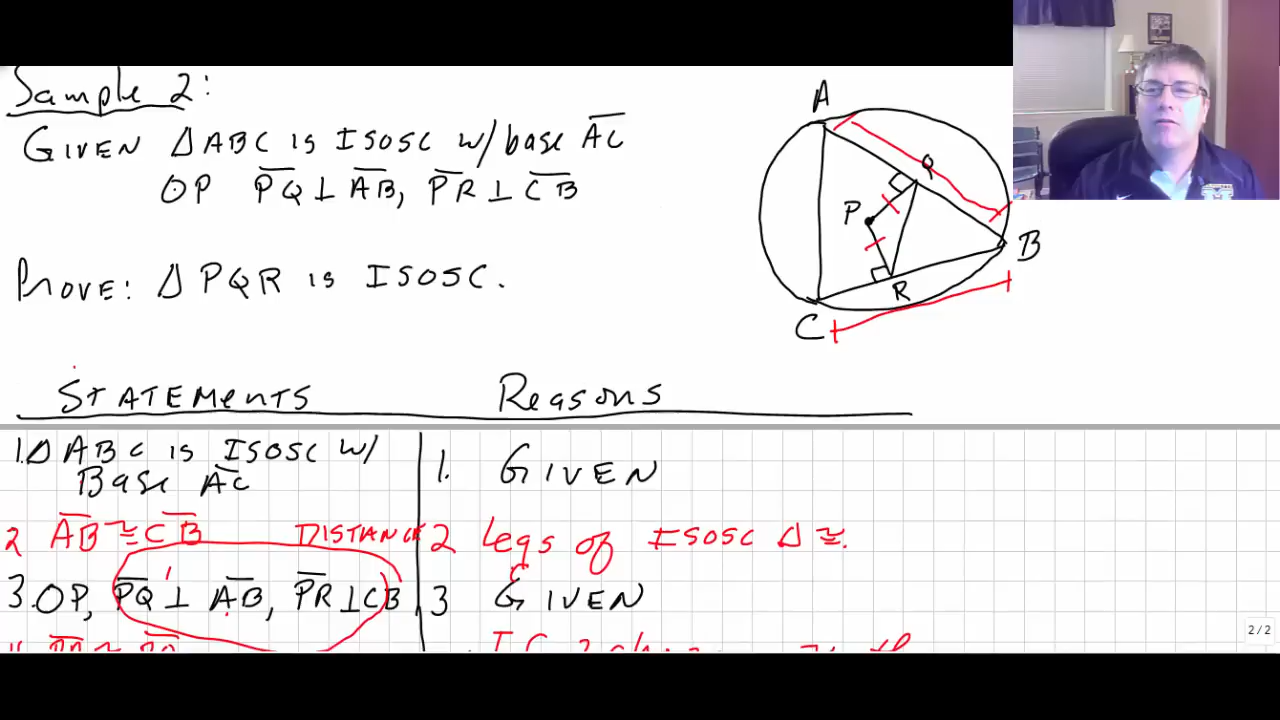 Sample 2:
GIVEN △ABC is ISOSC w/base AC
OP PQ ⊥ AB, PR ⊥ CB
Prove: △ PQR is ISOSC.
A
Q
P
B
R
C
STATEMENTS Reasons
1. △ ABC is ISOSC w/ Base AC
1. GIVEN
2 AB ≅ CB DISTANCE
2 Legs of ISOSC △ ≅.
3. OP, PQ ⊥ AB, PR ⊥ CB
3 GIVEN
2/2